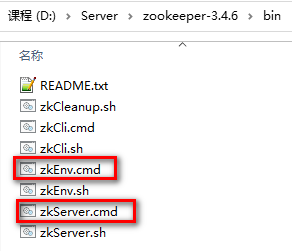 课程 (D:) > Server > zookeeper-3.4.6 > bin
名称
README.txt
zkCleanup.sh
zkCli.cmd
zkCli.sh
zkEnv.cmd
zkEnv.sh
zkServer.cmd
zkServer.sh